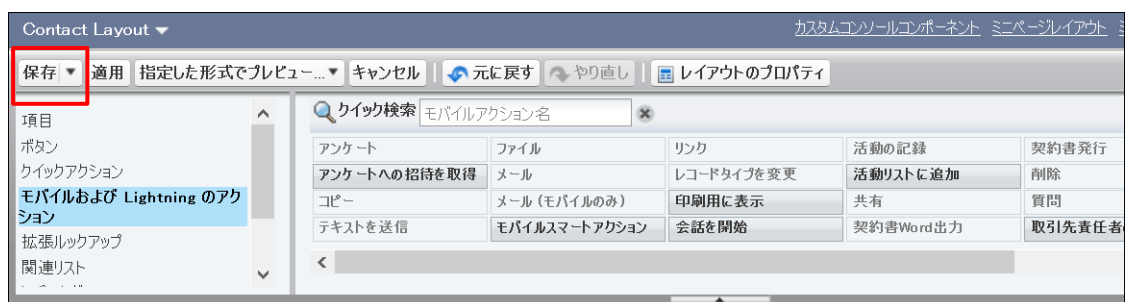 Contact Layout ▼ カスタムコンソールコンポーネント ミニページレイアウト
保存 ▼ 適用 指定した形式でプレビュー...▼ キャンセル 元に戻す やり直し レイアウトのプロパティ
項目
ボタン
クイックアクション
モバイルおよび Lightning のアク
ション
拡張ルックアップ
関連リスト
クイック検索 モバイルアクション名
アンケート ファイル リンク 活動の記録 契約書発行
アンケートへの招待を取得 メール レコードタイプを変更 活動リストに追加 削除
コピー メール (モバイルのみ) 印刷用に表示 共有 質問
テキストを送信 モバイルスマートアクション 会話を開始 契約書Word出力 取引先責任者